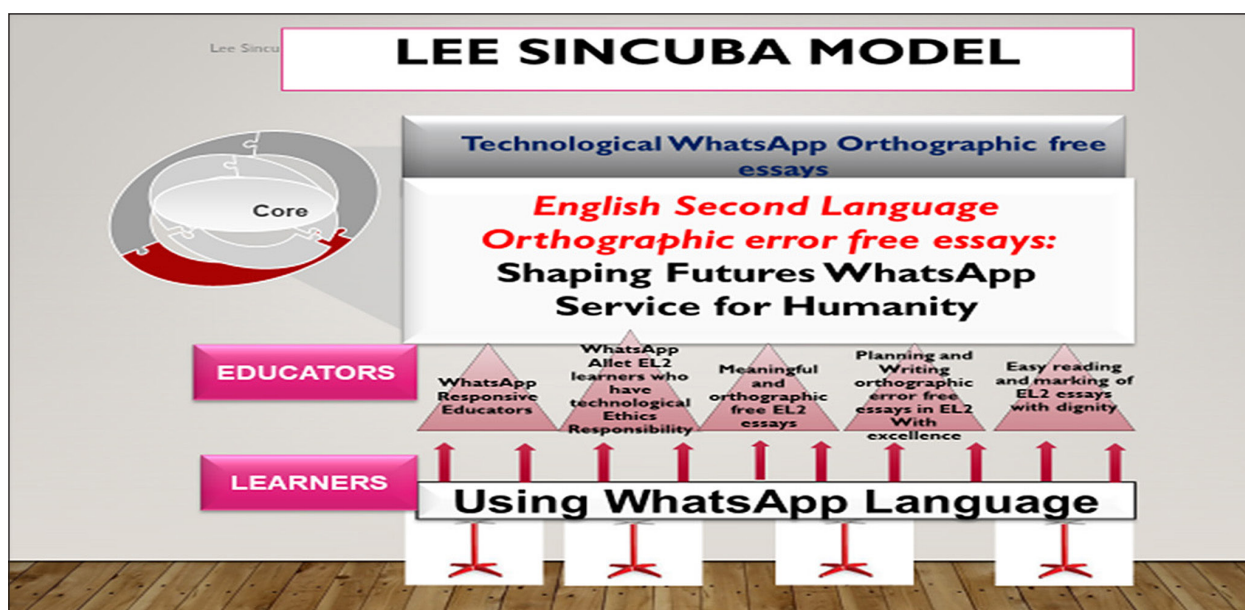 LEE SINCUBA MODEL
Lee Sincu
Technological WhatsApp Orthographic free
essays
Core
English Second Language
Orthographic error free essays:
Shaping Futures WhatsApp
Service for Humanity
EDUCATORS
WhatsApp
Responsive
Educators
WhatsApp
Allet EL2
learners who
have
technological
Ethics
Responsibility
Meaningful
and
orthographic
free EL2
essays
Planning and
Writing
orthographic
error free
essays in EL2
With
excellence
Easy reading
and marking of
EL2 essays
with dignity
LEARNERS
Using WhatsApp Language